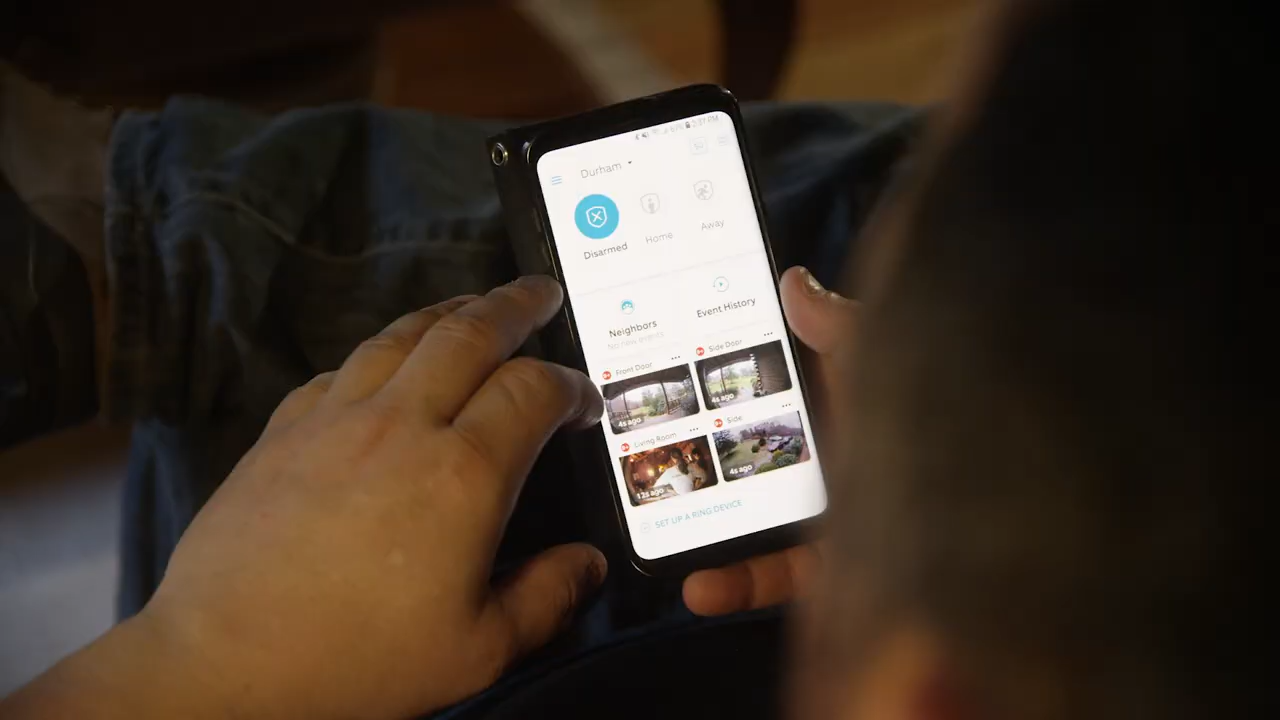 Durham
Disarmed
Home
Away
Neighbors
No new events
Event History
Front Door
Side Door
4s ago
4s ago
Living Room
Side
12s ago
4s ago
SET UP A RING DEVICE